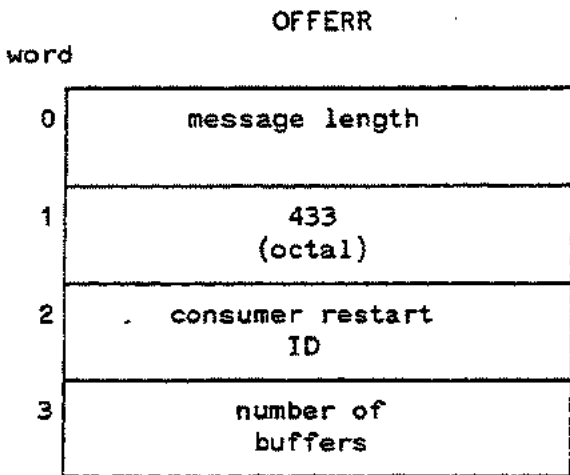 OFFERR
word
0 message length
1 433
(octal)
2 consumer restart
ID
3 number of
buffers